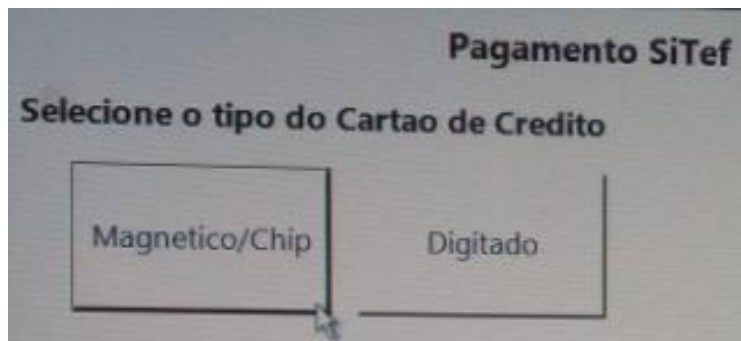 Pagamento SiTef
Selecione o tipo do Cartao de Credito
Magnetico/Chip
Digitado